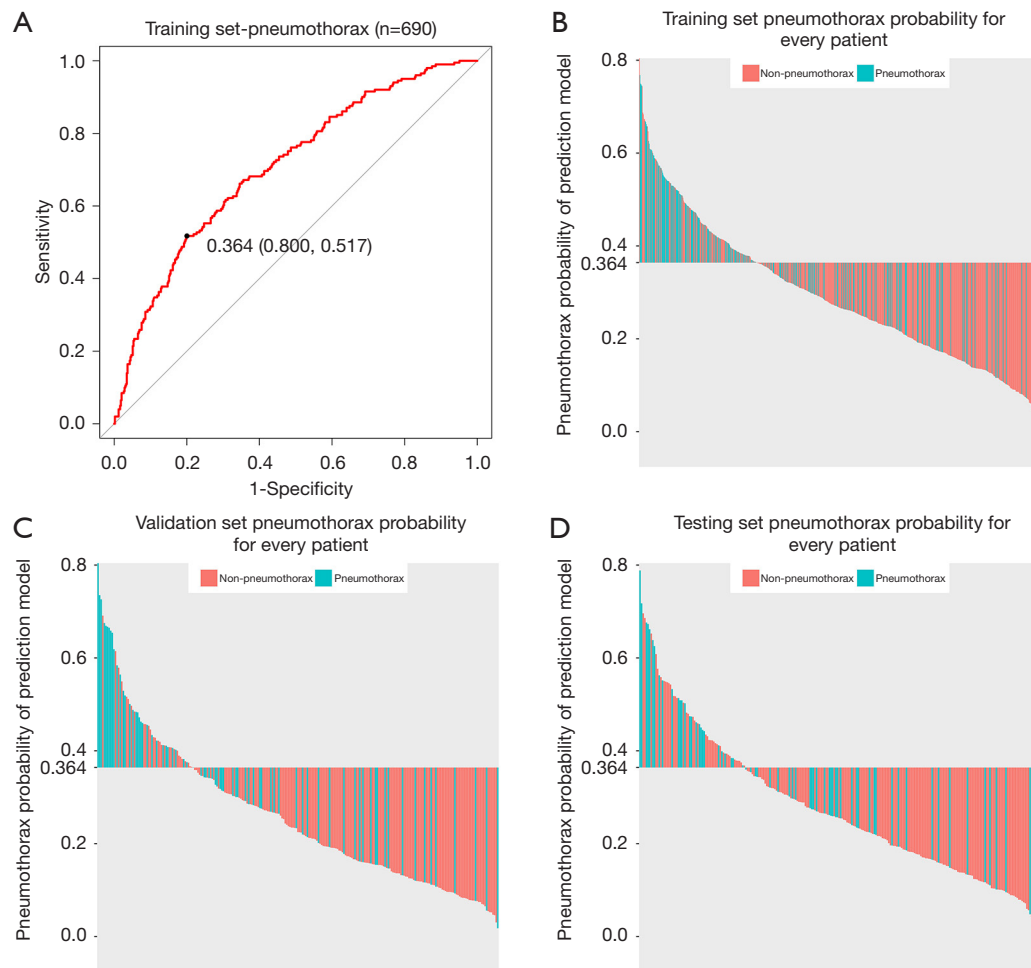 A
Training set-pneumothorax (n=690)
1.0
0.8
0.6
0.4
0.2
0.0
Sensitivity
0.364 (0.800, 0.517)
0.0 0.2 0.4 0.6 0.8 1.0
1-Specificity
B
Training set pneumothorax probability for
every patient
Non-pneumothorax Pneumothorax
0.8
0.6
0.4
0.364
0.2
0.0
Pneumothorax probability of prediction model
C
Validation set pneumothorax probability
for every patient
Non-pneumothorax Pneumothorax
0.8
0.6
0.4
0.364
0.2
0.0
Pneumothorax probability of prediction model
D
Testing set pneumothorax probability for
every patient
Non-pneumothorax Pneumothorax
0.8
0.6
0.4
0.364
0.2
0.0
Pneumothorax probability of prediction model